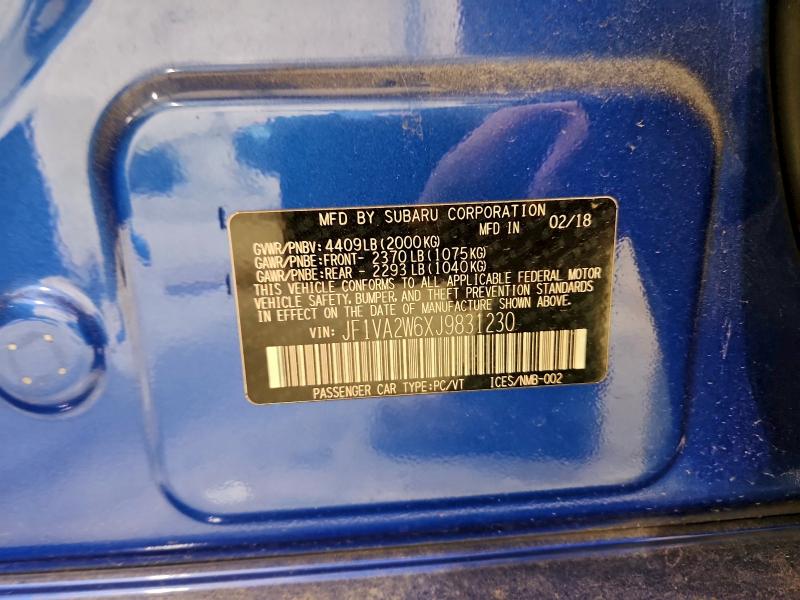 MFD BY SUBARU CORPORATION
MFD IN 02/18
GVWR/PNBV: 4409LB(2000KG)
GAWR/PNBE:FRONT- 2370LB(1075KG)
GAWR/PNBE:REAR - 2293LB(1040KG)
THIS VEHICLE CONFORMS TO ALL APPLICABLE FEDERAL MOTOR
VEHICLE SAFETY, BUMPER, AND THEFT PREVENTION STANDARDS
IN EFFECT ON THE DATE OF MANUFACTURE SHOWN ABOVE.
VIN: JF1VA2W6XJ9831230
PASSENGER CAR TYPE:PC/VT ICES/NMB-002